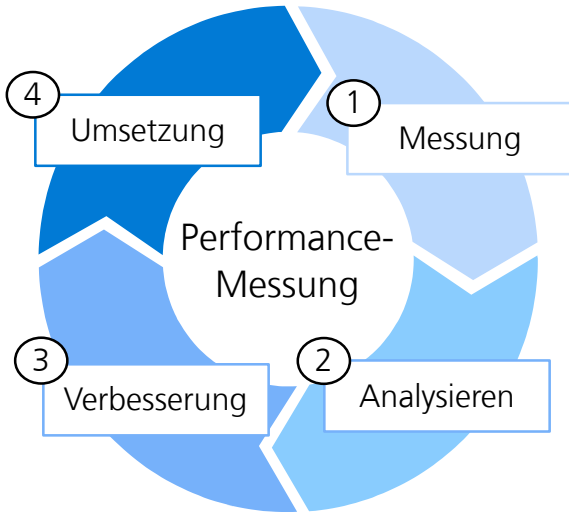 4
Umsetzung
1
Messung
Performance-
Messung
3
Verbesserung
2
Analysieren